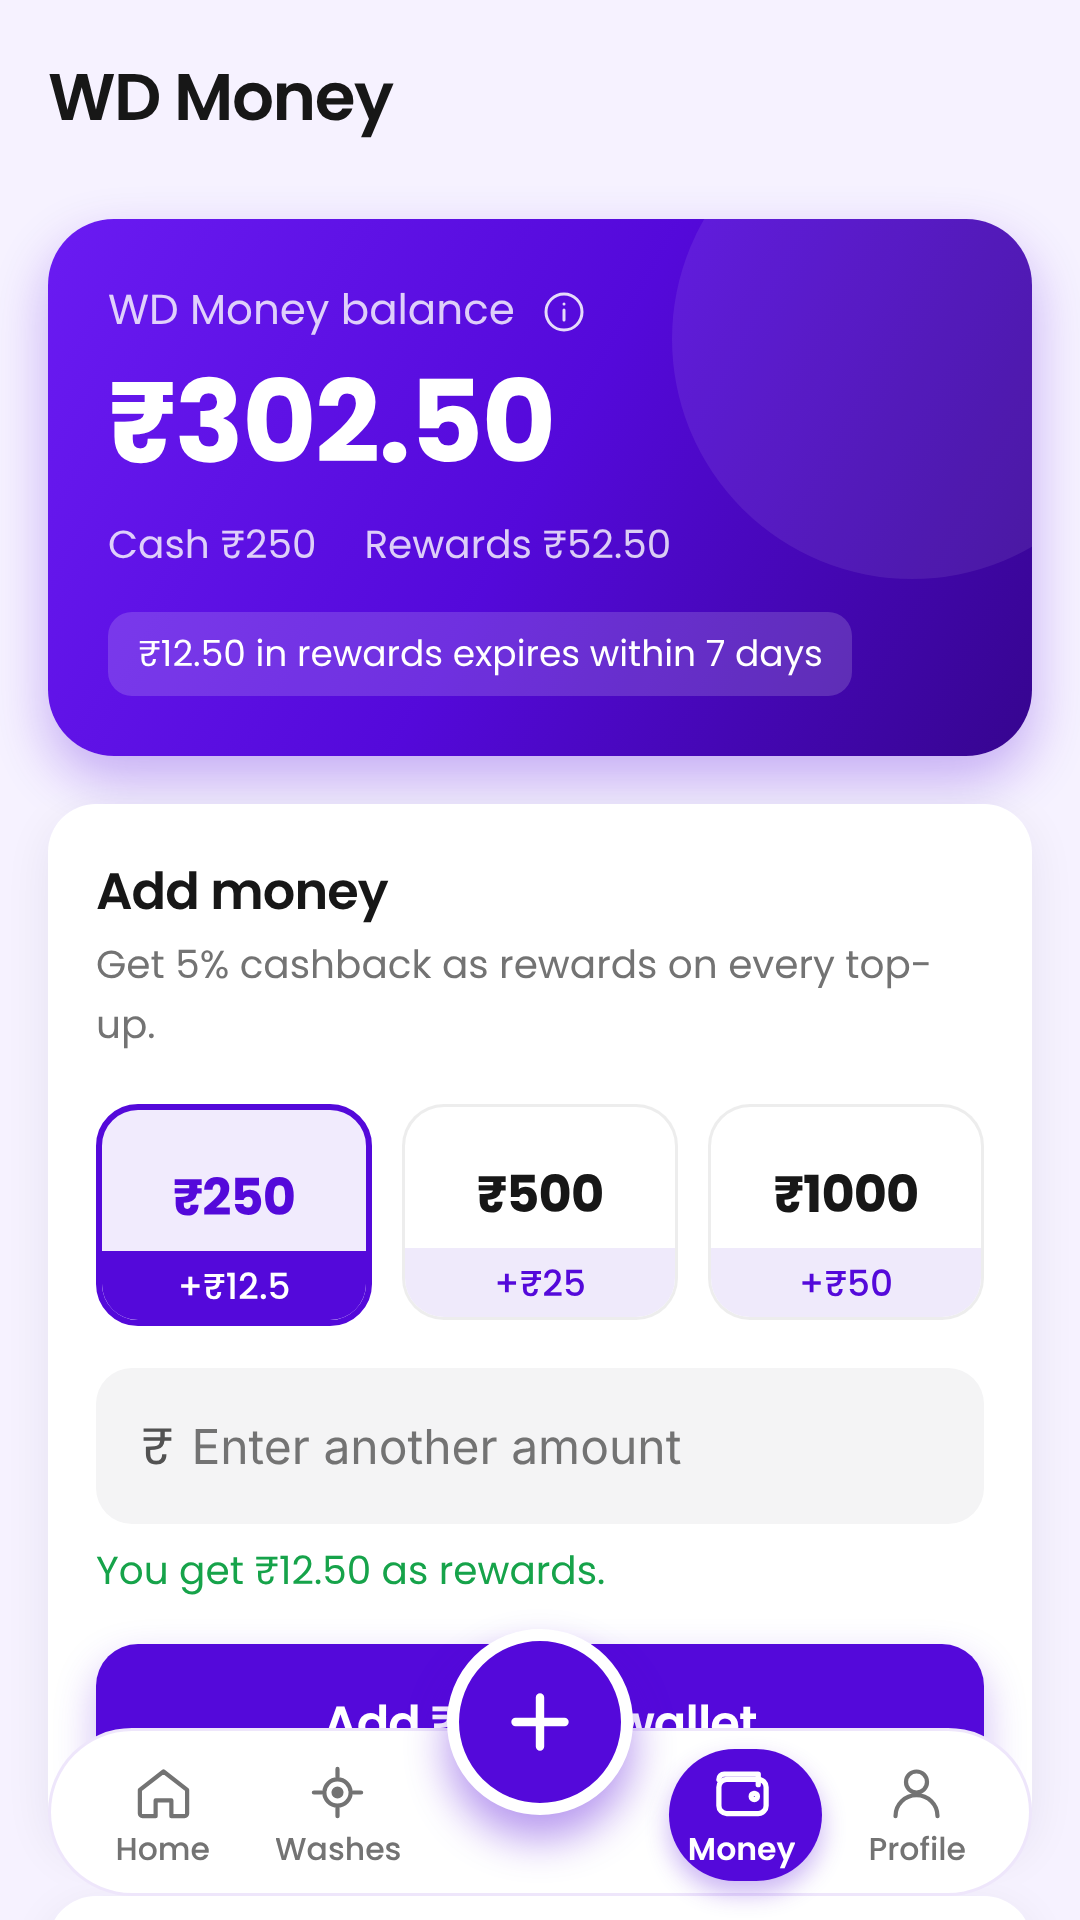 WD Money
WD Money balance
₹302.50
Cash ₹250 Rewards ₹52.50
₹12.50 in rewards expires within 7 days
Add money
Get 5% cashback as rewards on every top-
up.
₹250 ₹500 ₹1000
+₹12.5 +₹25 +₹50
₹ Enter another amount
You get ₹12.50 as rewards.
Add ₹ wallet
Home Washes Money Profile